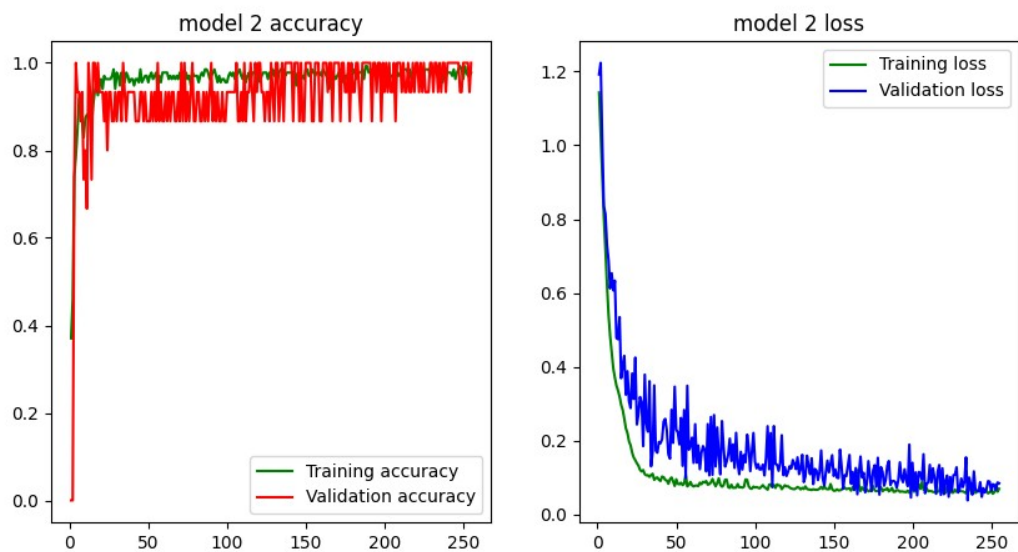 model 2 accuracy
1.0
0.8
0.6
0.4
0.2
0.0
Training accuracy
Validation accuracy
0 50 100 150 200 250
model 2 loss
1.2
1.0
0.8
0.6
0.4
0.2
0.0
Training loss
Validation loss
0 50 100 150 200 250